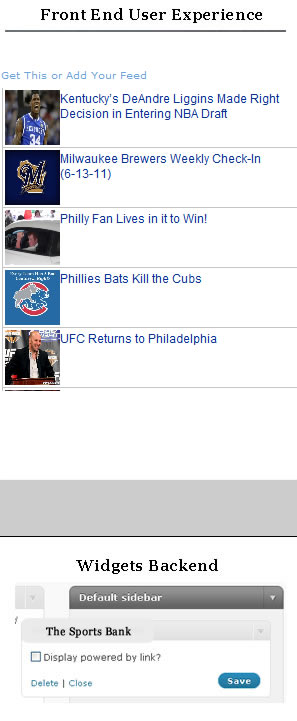 Front End User Experience
Get This or Add Your Feed
Kentucky's DeAndre Liggins Made Right
Decision in Entering NBA Draft
34
Milwaukee Brewers Weekly Check-In
(6-13-11)
Philly Fan Lives in it to Win!
Phillies Bats Kill the Cubs
UFC Returns to Philadelphia
Widgets Backend
Default sidebar
The Sports Bank
Display powered by link?
Delete | Close
Save